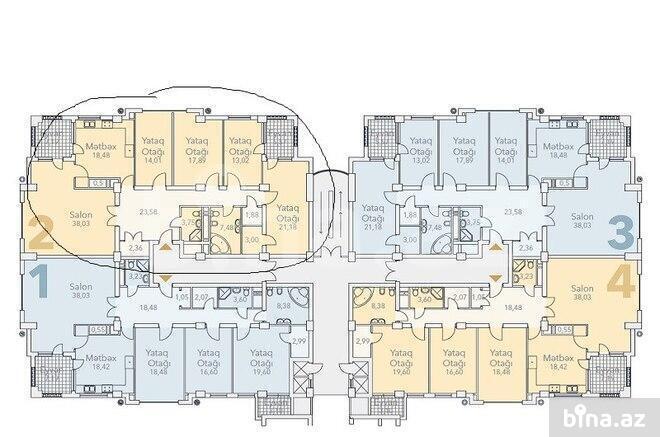 Mətbəx
18,48
Yataq
Otağı
14,01
Yataq
Otağı
17,89
Yataq
Otağı
13,02
Yataq
Otağı
21,18
Salon
38,03
0,5
23,58
3,75
7,48
1,88
3,00
2,36
2
Yataq
Otağı
13,02
Yataq
Otağı
17,89
Yataq
Otağı
14,01
Mətbəx
18,48
Yataq
Otağı
21,18
1,88
7,48
3,00
3,75
23,58
2,36
0,5
Salon
38,03
3
1
Salon
38,03
3,23
18,48
1,05
2,07
3,60
8,38
0,55
Mətbəx
18,42
Yataq
Otağı
18,48
Yataq
Otağı
16,60
Yataq
Otağı
19,60
2,99
4
Salon
38,03
3,23
18,48
2,07
3,60
8,38
0,55
2,99
Yataq
Otağı
19,60
Yataq
Otağı
16,60
Yataq
Otağı
18,48
Mətbəx
18,42
bina.az